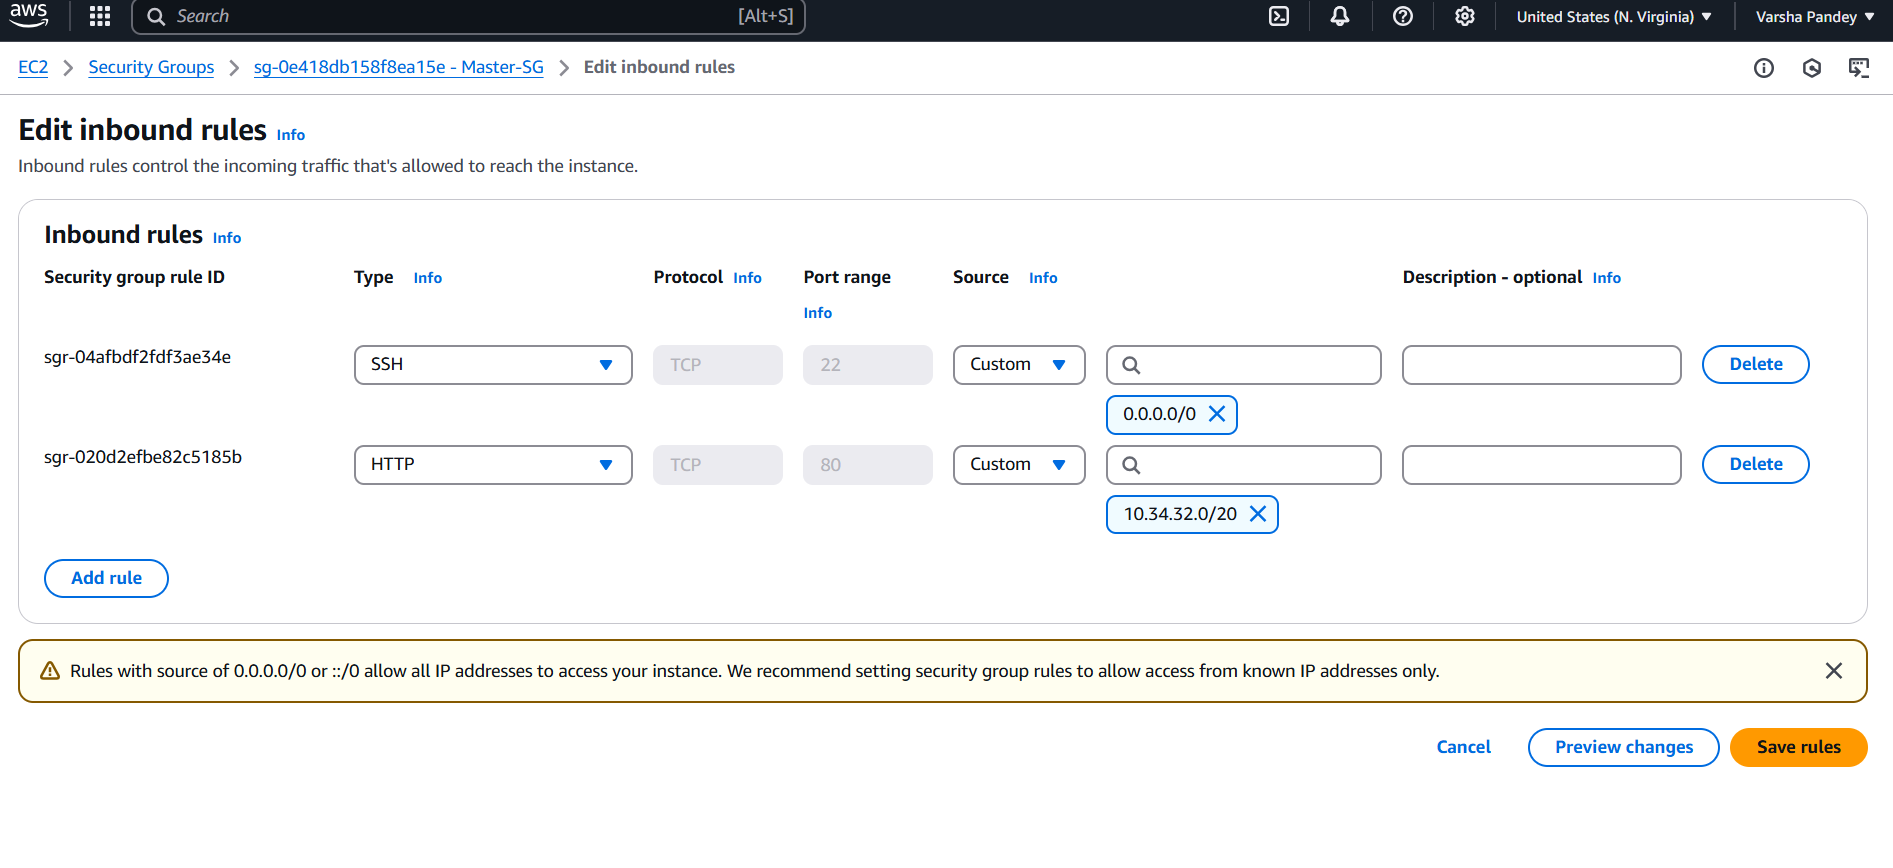 aws Search [Alt+S] United States (N. Virginia) Varsha Pandey
EC2 Security Groups sg-0e418db158f8ea15e - Master-SG Edit inbound rules
Edit inbound rules Info
Inbound rules control the incoming traffic that's allowed to reach the instance.
Inbound rules Info
Security group rule ID Type Info Protocol Info Port range Source Info Description - optional Info
Info
sgr-04afbdf2fdf3ae34e SSH TCP 22 Custom Delete
0.0.0.0/0
sgr-020d2efbe82c5185b HTTP TCP 80 Custom Delete
10.34.32.0/20
Add rule
Rules with source of 0.0.0.0/0 or ::/0 allow all IP addresses to access your instance. We recommend setting security group rules to allow access from known IP addresses only.
Cancel Preview changes Save rules